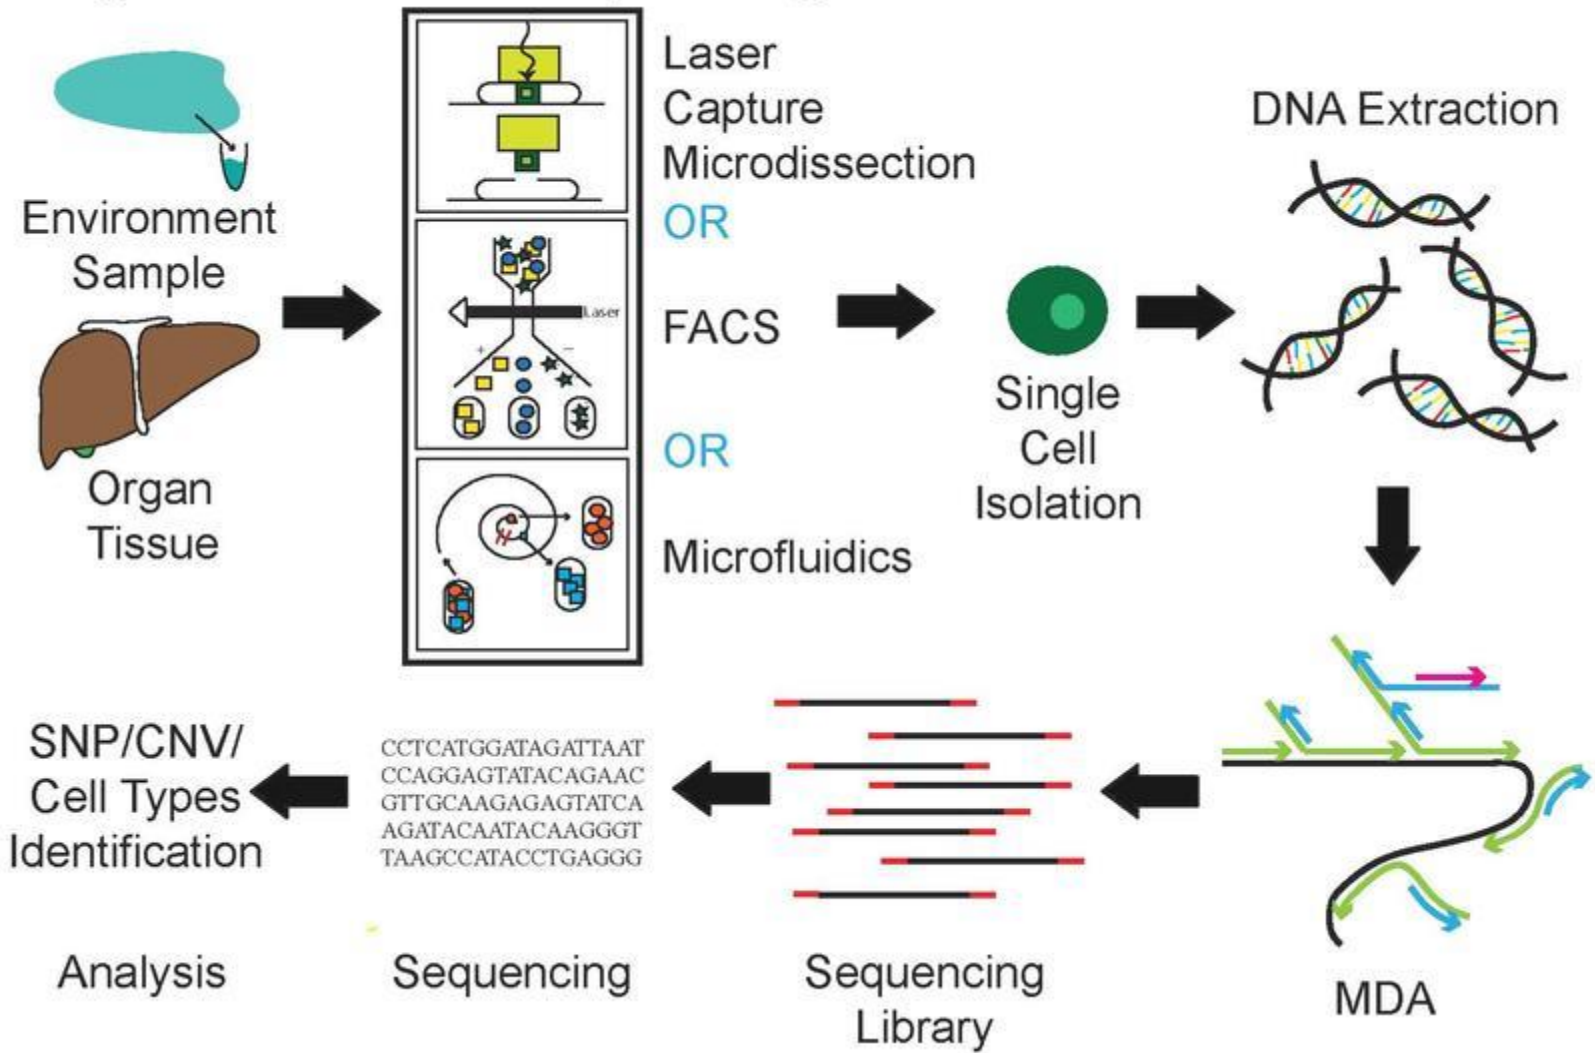 Environment
Sample
Organ
Tissue
Laser
Capture
Microdissection
OR
FACS
OR
Microfluidics
Laser
+
−
Single
Cell
Isolation
DNA Extraction
MDA
Sequencing
Library
CCTCATGGATAGATTAAT
CCAGGAGTATACAGAAC
GTTGCAAGAGAGTATCA
AGATACAATACAAGGGT
TAAGCCATACCTGAGGG
Sequencing
SNP/CNV/
Cell Types
Identification
Analysis